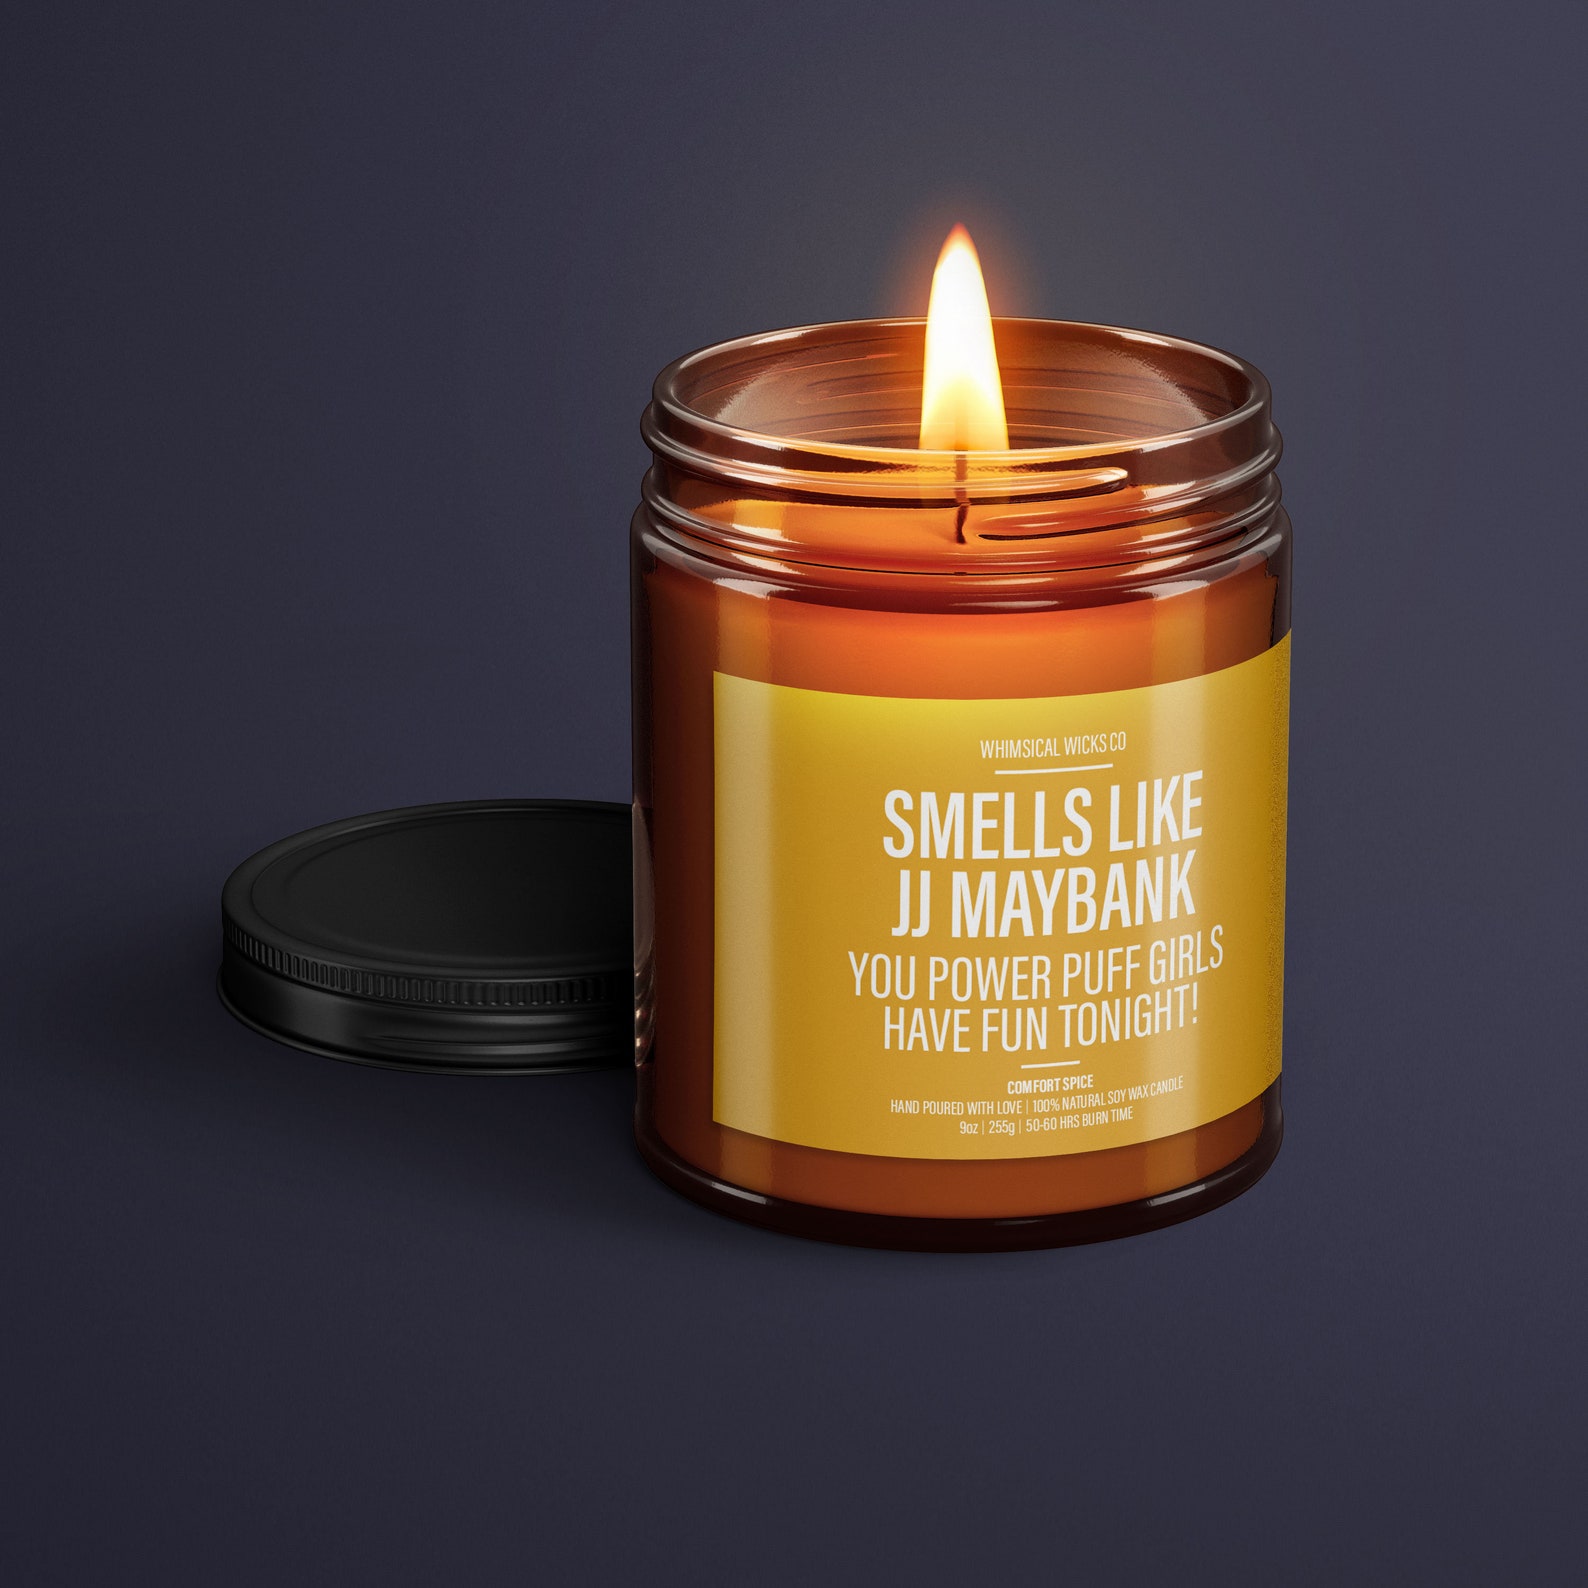 WHIMSICAL WICKS CO
SMELLS LIKE
JJ MAYBANK
YOU POWER PUFF GIRLS
HAVE FUN TONIGHT!
COMFORT SPICE
HAND POURED WITH LOVE | 100% NATURAL SOY WAX CANDLE
9oz | 255g | 50-60 HRS BURN TIME